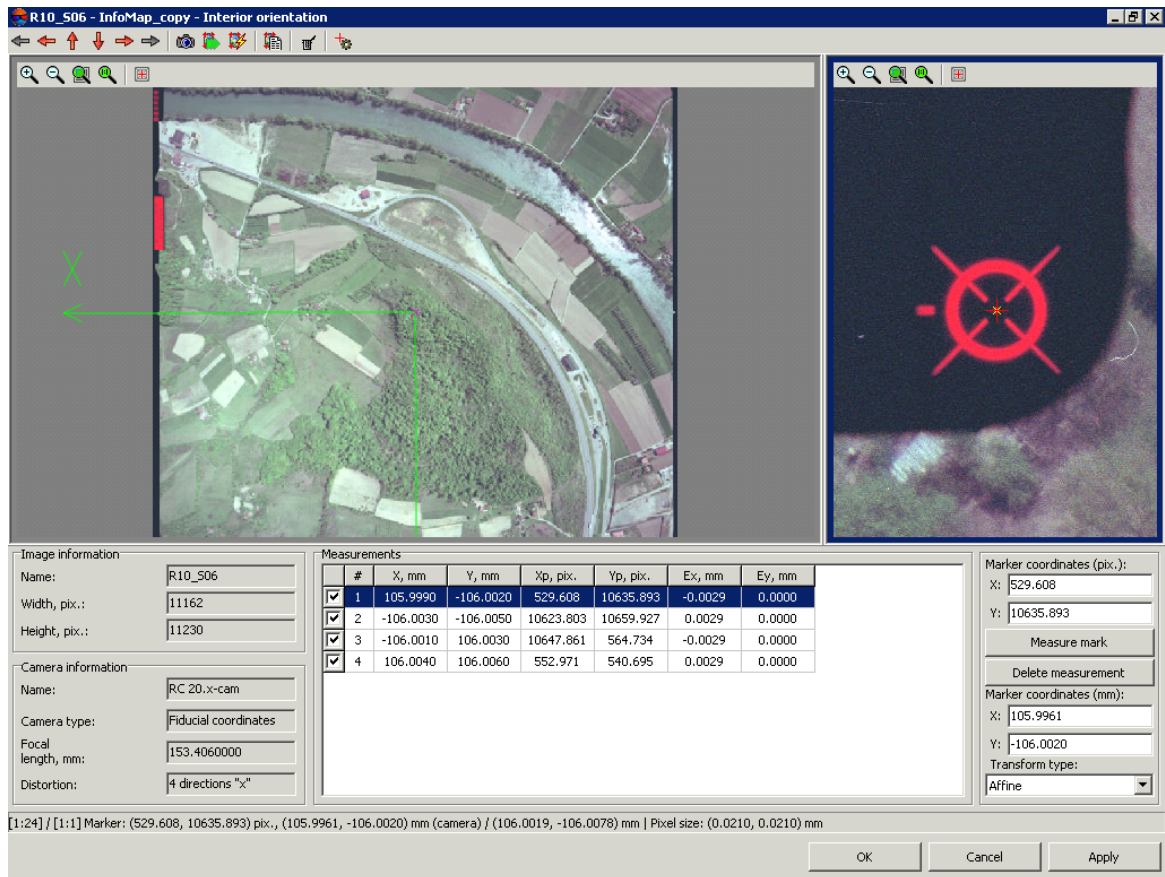 R10_S06 - InfoMap_copy - Interior orientation
X
Image information
Name: R10_S06
Width, pix.: 11162
Height, pix.: 11230
Camera information
Name: RC 20.x-cam
Camera type: Fiducial coordinates
Focal
length, mm: 153.4060000
Distortion: 4 directions "x"
Measurements
# X, mm Y, mm Xp, pix. Yp, pix. Ex, mm Ey, mm
1 105.9990 -106.0020 529.608 10635.893 -0.0029 0.0000
2 -106.0030 -106.0050 10623.803 10659.927 0.0029 0.0000
3 -106.0010 106.0030 10647.861 564.734 -0.0029 0.0000
4 106.0040 106.0060 552.971 540.695 0.0029 0.0000
Marker coordinates (pix.):
X: 529.608
Y: 10635.893
Measure mark
Delete measurement
Marker coordinates (mm):
X: 105.9961
Y: -106.0020
Transform type:
Affine
[1:24] / [1:1] Marker: (529.608, 10635.893) pix., (105.9961, -106.0020) mm (camera) / (106.0019, -106.0078) mm | Pixel size: (0.0210, 0.0210) mm
OK Cancel Apply